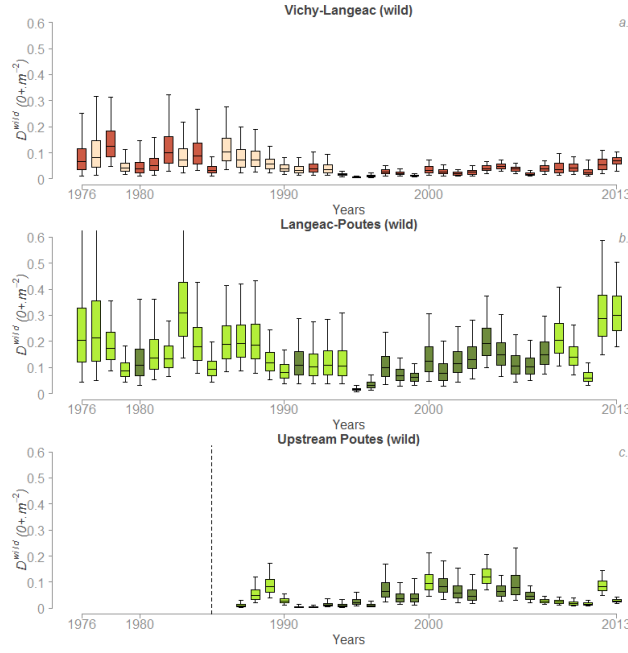 Vichy-Langeac (wild)
a.
0.6
0.5
0.4
0.3
0.2
0.1
0
D^wild (0+.m^-2)
1976 1980 1990 2000 2013
Years
Langeac-Poutes (wild)
b.
0.6
0.5
0.4
0.3
0.2
0.1
0
D^wild (0+.m^-2)
1976 1980 1990 2000 2013
Years
Upstream Poutes (wild)
c.
0.6
0.5
0.4
0.3
0.2
0.1
0
D^wild (0+.m^-2)
1976 1980 1990 2000 2013
Years